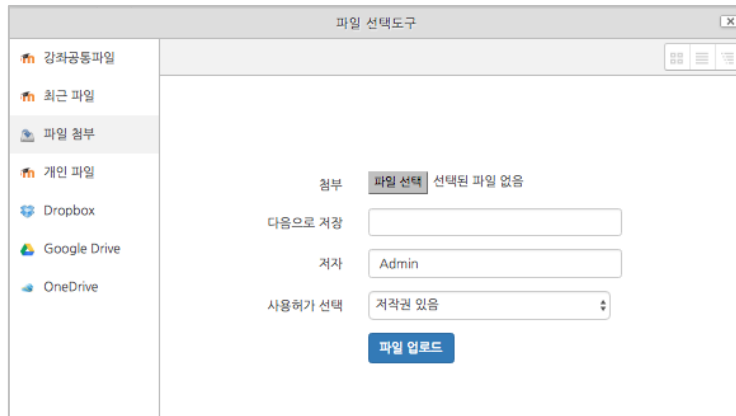 파일 선택도구
강좌공통파일
최근 파일
파일 첨부
개인 파일
Dropbox
Google Drive
OneDrive
첨부 파일 선택 선택된 파일 없음
다음으로 저장
저자 Admin
사용허가 선택 저작권 있음
파일 업로드